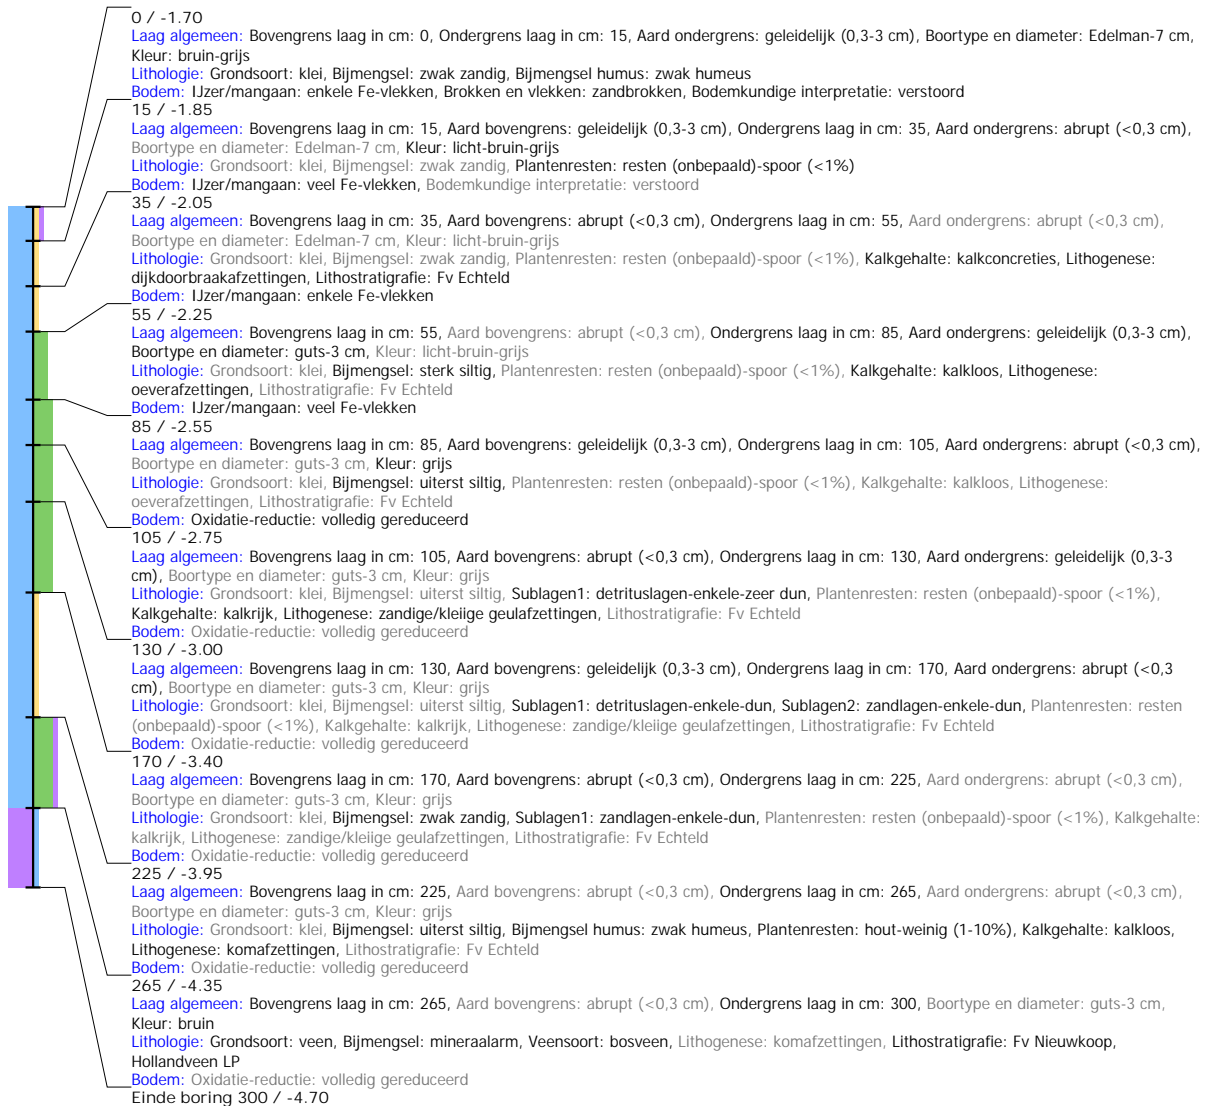 0 / -1.70
Laag algemeen: Bovengrens laag in cm: 0, Ondergrens laag in cm: 15, Aard ondergrens: geleidelijk (0,3-3 cm), Boortype en diameter: Edelman-7 cm,
Kleur: bruin-grijs
Lithologie: Grondsoort: klei, Bijmengsel: zwak zandig, Bijmengsel humus: zwak humeus
Bodem: IJzer/mangaan: enkele Fe-vlekken, Brokken en vlekken: zandbrokken, Bodemkundige interpretatie: verstoord
15 / -1.85
Laag algemeen: Bovengrens laag in cm: 15, Aard bovengrens: geleidelijk (0,3-3 cm), Ondergrens laag in cm: 35, Aard ondergrens: abrupt (<0,3 cm),
Boortype en diameter: Edelman-7 cm, Kleur: licht-bruin-grijs
Lithologie: Grondsoort: klei, Bijmengsel: zwak zandig, Plantenresten: resten (onbepaald)-spoor (<1%)
Bodem: IJzer/mangaan: veel Fe-vlekken, Bodemkundige interpretatie: verstoord
35 / -2.05
Laag algemeen: Bovengrens laag in cm: 35, Aard bovengrens: abrupt (<0,3 cm), Ondergrens laag in cm: 55, Aard ondergrens: abrupt (<0,3 cm),
Boortype en diameter: Edelman-7 cm, Kleur: licht-bruin-grijs
Lithologie: Grondsoort: klei, Bijmengsel: zwak zandig, Plantenresten: resten (onbepaald)-spoor (<1%), Kalkgehalte: kalkconcreties, Lithogenese:
dijkdoorbraakafzettingen, Lithostratigrafie: Fv Echteld
Bodem: IJzer/mangaan: enkele Fe-vlekken
55 / -2.25
Laag algemeen: Bovengrens laag in cm: 55, Aard bovengrens: abrupt (<0,3 cm), Ondergrens laag in cm: 85, Aard ondergrens: geleidelijk (0,3-3 cm),
Boortype en diameter: guts-3 cm, Kleur: licht-bruin-grijs
Lithologie: Grondsoort: klei, Bijmengsel: sterk siltig, Plantenresten: resten (onbepaald)-spoor (<1%), Kalkgehalte: kalkloos, Lithogenese:
oeverafzettingen, Lithostratigrafie: Fv Echteld
Bodem: IJzer/mangaan: veel Fe-vlekken
85 / -2.55
Laag algemeen: Bovengrens laag in cm: 85, Aard bovengrens: geleidelijk (0,3-3 cm), Ondergrens laag in cm: 105, Aard ondergrens: abrupt (<0,3 cm),
Boortype en diameter: guts-3 cm, Kleur: grijs
Lithologie: Grondsoort: klei, Bijmengsel: uiterst siltig, Plantenresten: resten (onbepaald)-spoor (<1%), Kalkgehalte: kalkloos, Lithogenese:
oeverafzettingen, Lithostratigrafie: Fv Echteld
Bodem: Oxidatie-reductie: volledig gereduceerd
105 / -2.75
Laag algemeen: Bovengrens laag in cm: 105, Aard bovengrens: abrupt (<0,3 cm), Ondergrens laag in cm: 130, Aard ondergrens: geleidelijk (0,3-3
cm), Boortype en diameter: guts-3 cm, Kleur: grijs
Lithologie: Grondsoort: klei, Bijmengsel: uiterst siltig, Sublagen1: detrituslagen-enkele-zeer dun, Plantenresten: resten (onbepaald)-spoor (<1%),
Kalkgehalte: kalkrijk, Lithogenese: zandige/kleiige geulafzettingen, Lithostratigrafie: Fv Echteld
Bodem: Oxidatie-reductie: volledig gereduceerd
130 / -3.00
Laag algemeen: Bovengrens laag in cm: 130, Aard bovengrens: geleidelijk (0,3-3 cm), Ondergrens laag in cm: 170, Aard ondergrens: abrupt (<0,3
cm), Boortype en diameter: guts-3 cm, Kleur: grijs
Lithologie: Grondsoort: klei, Bijmengsel: uiterst siltig, Sublagen1: detrituslagen-enkele-dun, Sublagen2: zandlagen-enkele-dun, Plantenresten: resten
(onbepaald)-spoor (<1%), Kalkgehalte: kalkrijk, Lithogenese: zandige/kleiige geulafzettingen, Lithostratigrafie: Fv Echteld
Bodem: Oxidatie-reductie: volledig gereduceerd
170 / -3.40
Laag algemeen: Bovengrens laag in cm: 170, Aard bovengrens: abrupt (<0,3 cm), Ondergrens laag in cm: 225, Aard ondergrens: abrupt (<0,3 cm),
Boortype en diameter: guts-3 cm, Kleur: grijs
Lithologie: Grondsoort: klei, Bijmengsel: zwak zandig, Sublagen1: zandlagen-enkele-dun, Plantenresten: resten (onbepaald)-spoor (<1%), Kalkgehalte:
kalkrijk, Lithogenese: zandige/kleiige geulafzettingen, Lithostratigrafie: Fv Echteld
Bodem: Oxidatie-reductie: volledig gereduceerd
225 / -3.95
Laag algemeen: Bovengrens laag in cm: 225, Aard bovengrens: abrupt (<0,3 cm), Ondergrens laag in cm: 265, Aard ondergrens: abrupt (<0,3 cm),
Boortype en diameter: guts-3 cm, Kleur: grijs
Lithologie: Grondsoort: klei, Bijmengsel: uiterst siltig, Bijmengsel humus: zwak humeus, Plantenresten: hout-weinig (1-10%), Kalkgehalte: kalkloos,
Lithogenese: komafzettingen, Lithostratigrafie: Fv Echteld
Bodem: Oxidatie-reductie: volledig gereduceerd
265 / -4.35
Laag algemeen: Bovengrens laag in cm: 265, Aard bovengrens: abrupt (<0,3 cm), Ondergrens laag in cm: 300, Boortype en diameter: guts-3 cm,
Kleur: bruin
Lithologie: Grondsoort: veen, Bijmengsel: mineraalarm, Veensoort: bosveen, Lithogenese: komafzettingen, Lithostratigrafie: Fv Nieuwkoop,
Hollandveen LP
Bodem: Oxidatie-reductie: volledig gereduceerd
Einde boring 300 / -4.70